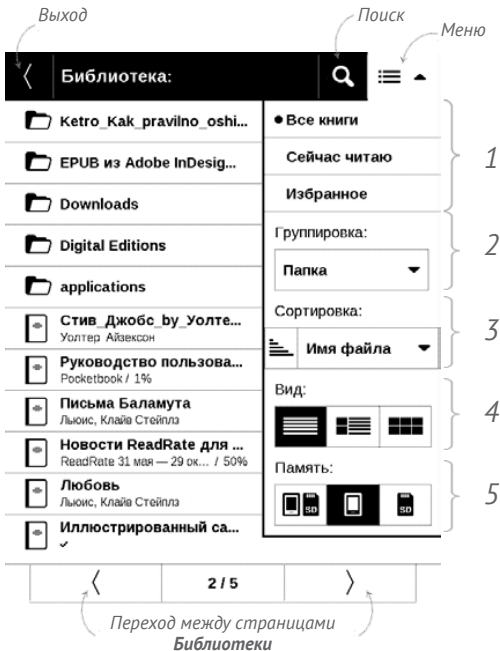 Выход
Поиск
Меню
Библиотека:
Ketro_Kak_pravilno_oshi...
EPUB из Adobe InDesig...
Downloads
Digital Editions
applications
Стив_Джобс_by_Уолте...
Уолтер Айзексон
Руководство пользова...
Pocketbook / 1%
Письма Баламута
Льюис, Клайв Стейплз
Новости ReadRate для ...
ReadRate 31 мая — 29 ок... / 50%
Любовь
Льюис, Клайв Стейплз
Иллюстрированный са...
Все книги
Сейчас читаю
Избранное
1
Группировка:
Папка
2
Сортировка:
Имя файла
3
Вид:
4
Память:
SD
SD
5
2 / 5
Переход между страницами
Библиотеки